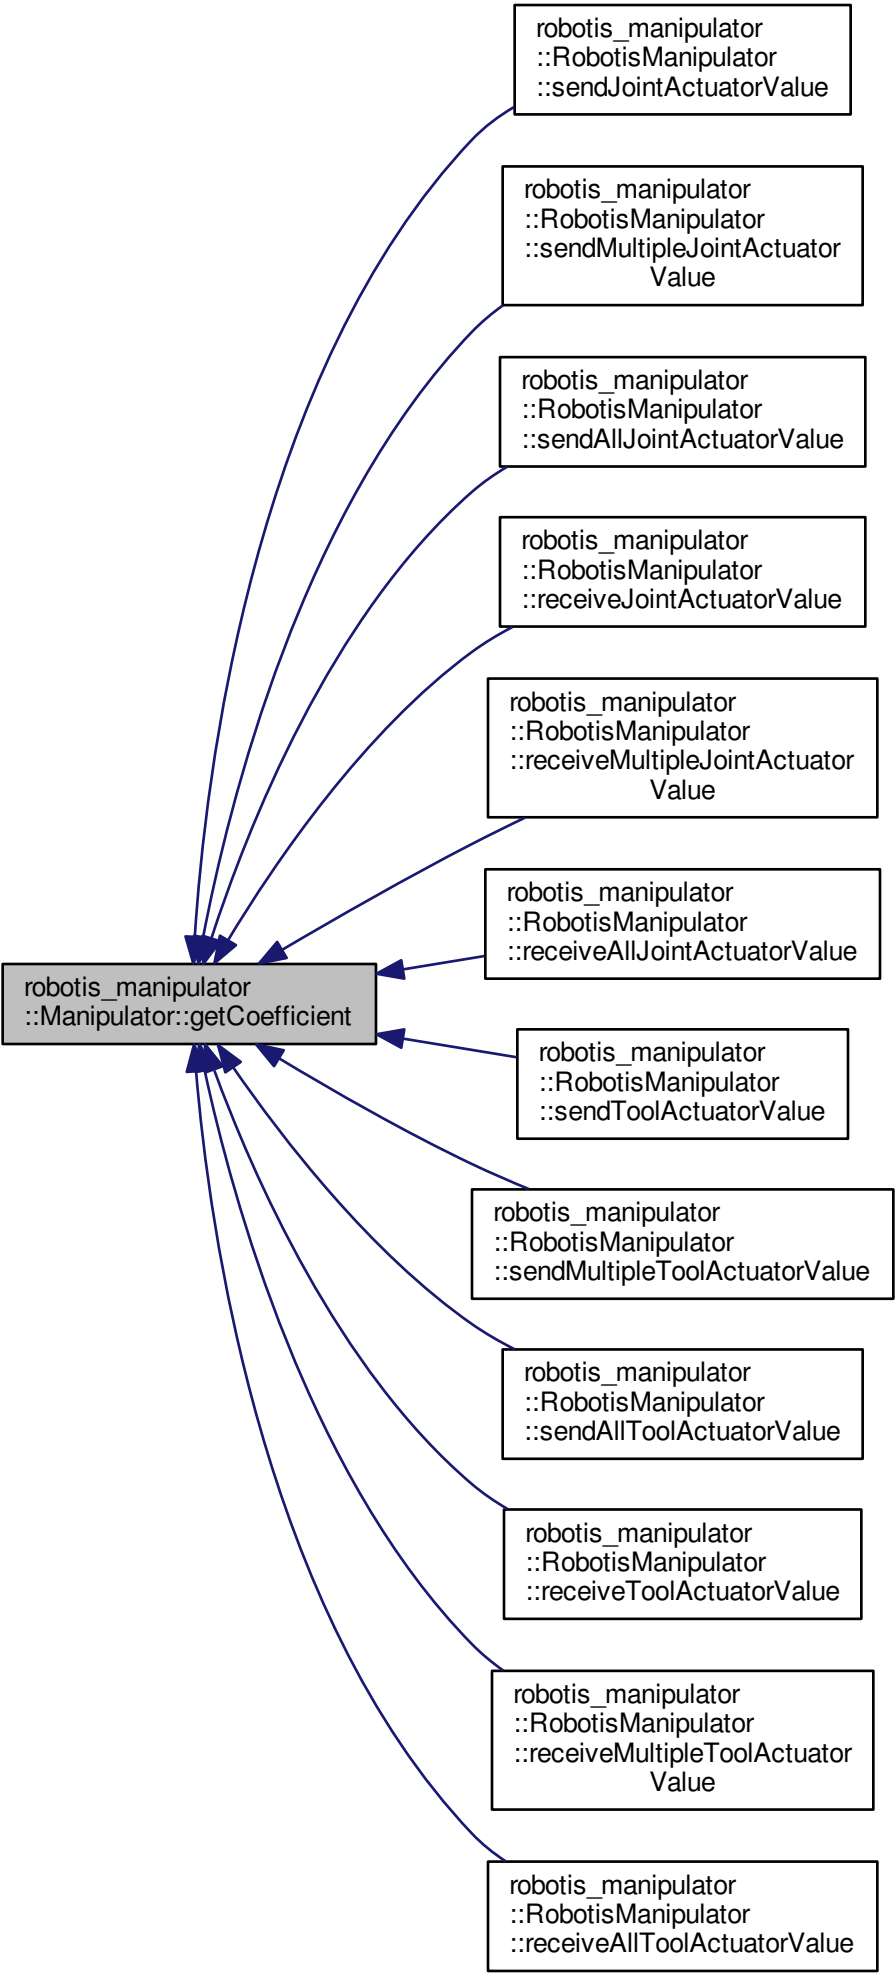 robotis_manipulator
::RobotisManipulator
::sendJointActuatorValue
robotis_manipulator
::RobotisManipulator
::sendMultipleJointActuator
Value
robotis_manipulator
::RobotisManipulator
::sendAllJointActuatorValue
robotis_manipulator
::RobotisManipulator
::receiveJointActuatorValue
robotis_manipulator
::RobotisManipulator
::receiveMultipleJointActuator
Value
robotis_manipulator
::RobotisManipulator
::receiveAllJointActuatorValue
robotis_manipulator
::Manipulator::getCoefficient
robotis_manipulator
::RobotisManipulator
::sendToolActuatorValue
robotis_manipulator
::RobotisManipulator
::sendMultipleToolActuatorValue
robotis_manipulator
::RobotisManipulator
::sendAllToolActuatorValue
robotis_manipulator
::RobotisManipulator
::receiveToolActuatorValue
robotis_manipulator
::RobotisManipulator
::receiveMultipleToolActuator
Value
robotis_manipulator
::RobotisManipulator
::receiveAllToolActuatorValue